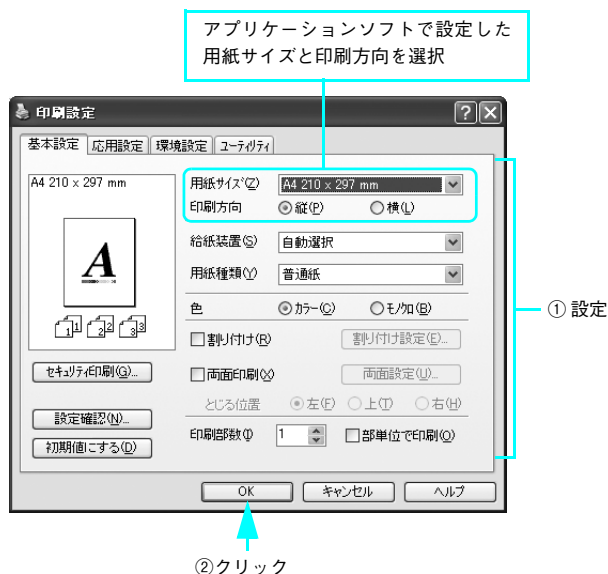 アプリケーションソフトで設定した
用紙サイズと印刷方向を選択
印刷設定
基本設定 応用設定 環境設定 ユーティリティ
A4 210 x 297 mm
用紙サイズ(Z) A4 210 x 297 mm
印刷方向 縦(P) 横(L)
給紙装置(S) 自動選択
A
用紙種類(Y) 普通紙
色 カラー(C) モノクロ(B)
1 1 2 2 3 3
割り付け(R) 割り付け設定(E)...
セキュリティ印刷(G)...
両面印刷(X) 両面設定(U)...
とじる位置 左(F) 上(T) 右(H)
設定確認(N)...
印刷部数(I) 1 部単位で印刷(O)
初期値にする(D)
OK キャンセル ヘルプ
① 設定
②クリック